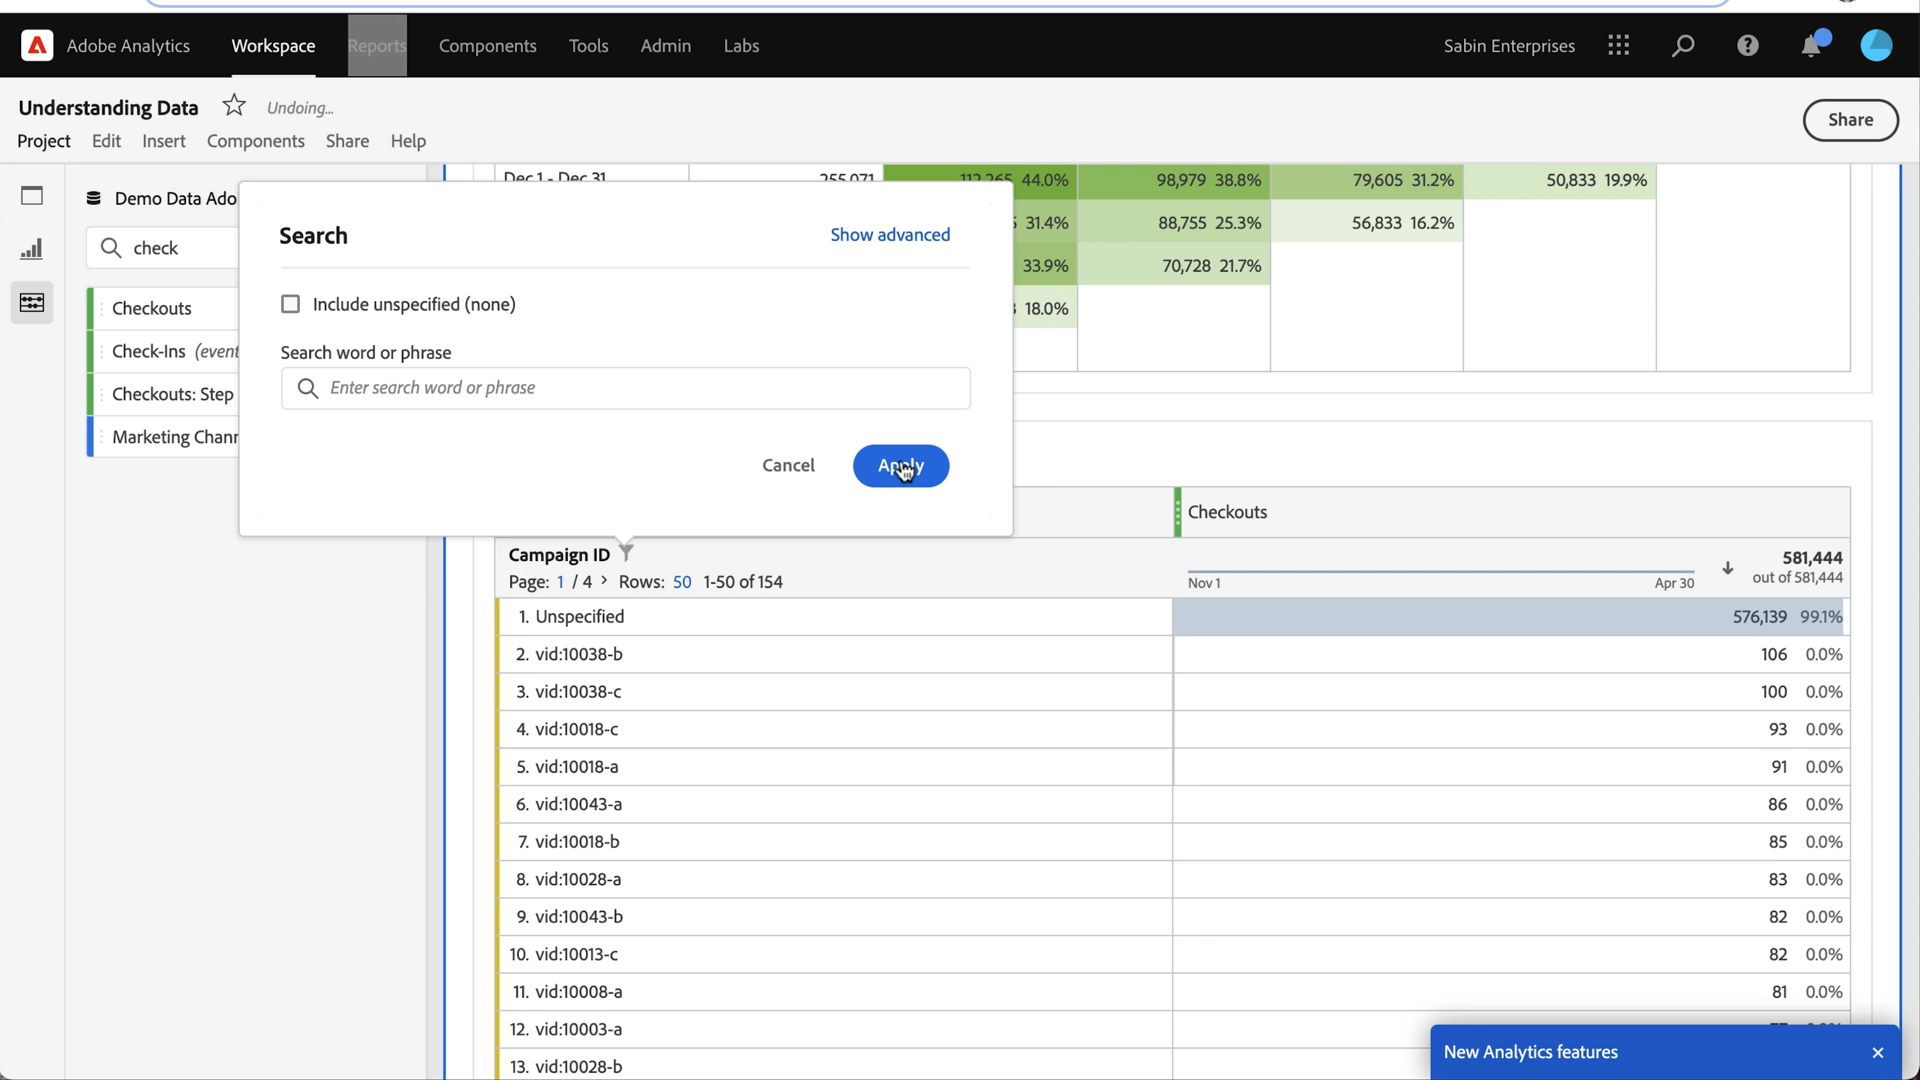 Adobe Analytics Workspace Reports Components Tools Admin Labs Sabin Enterprises
Understanding Data Undoing...
Share
Project Edit Insert Components Share Help
Dec 1 - Dec 31 255,071 112,265 44.0% 98,979 38.8% 79,605 31.2% 50,833 19.9%
Demo Data Ado
31.4% 88,755 25.3% 56,833 16.2%
Search Show advanced
check
33.9% 70,728 21.7%
Include unspecified (none)
Checkouts
18.0%
Check-Ins (event
Search word or phrase
Enter search word or phrase
Checkouts: Step
Marketing Chann
Cancel Apply
Checkouts
Campaign ID
Page: 1 / 4 > Rows: 50 1-50 of 154
Nov 1 Apr 30
581,444
out of 581,444
1. Unspecified 576,139 99.1%
2. vid:10038-b 106 0.0%
3. vid:10038-c 100 0.0%
4. vid:10018-c 93 0.0%
5. vid:10018-a 91 0.0%
6. vid:10043-a 86 0.0%
7. vid:10018-b 85 0.0%
8. vid:10028-a 83 0.0%
9. vid:10043-b 82 0.0%
10. vid:10013-c 82 0.0%
11. vid:10008-a 81 0.0%
12. vid:10003-a
13. vid:10028-b
New Analytics features